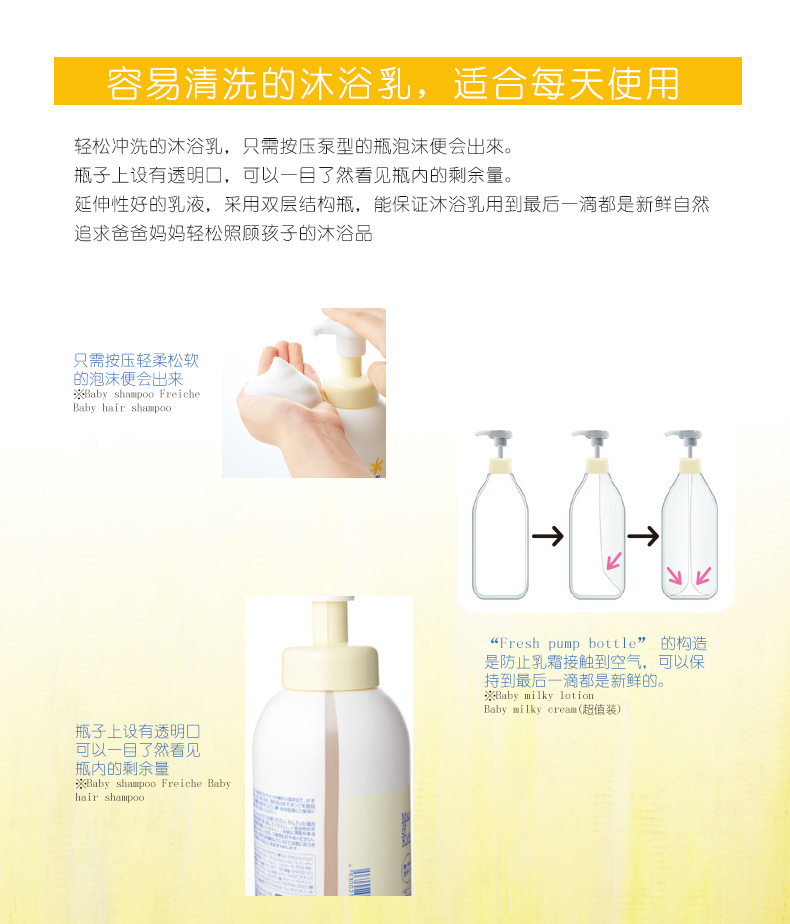 容易清洗的沐浴乳，适合每天使用
轻松冲洗的沐浴乳，只需按压泵型的瓶泡沫便会出來。
瓶子上设有透明口，可以一目了然看见瓶内的剩余量。
延伸性好的乳液，采用双层结构瓶，能保证沐浴乳用到最后一滴都是新鲜自然
追求爸爸妈妈轻松照顾孩子的沐浴品
只需按压轻柔松软
的泡沫便会出来
※Baby shampoo Freiche
Baby hair shampoo
“Fresh pump bottle” 的构造
是防止乳霜接触到空气，可以保
持到最后一滴都是新鲜的。
※Baby milky lotion
Baby milky cream(超值装)
瓶子上设有透明口
可以一目了然看见
瓶内的剩余量
※Baby shampoo Freiche Baby
hair shampoo